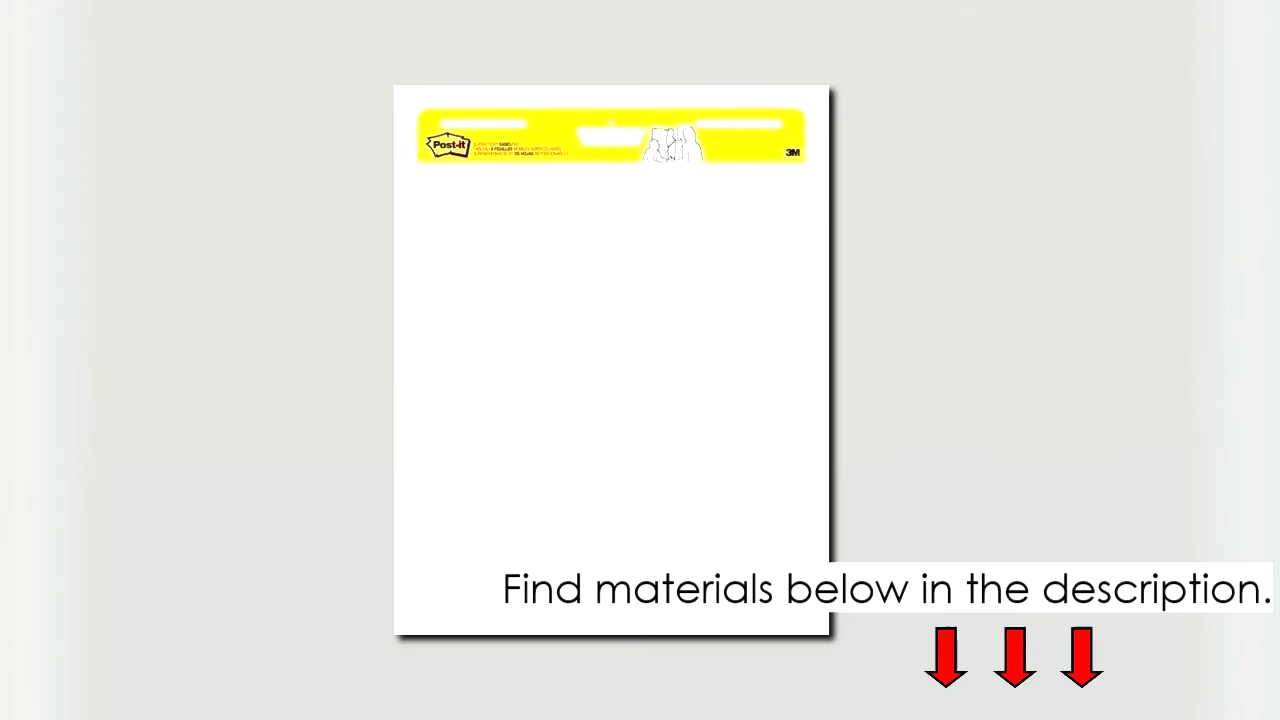 Post-it
3M
Find materials below in the description.